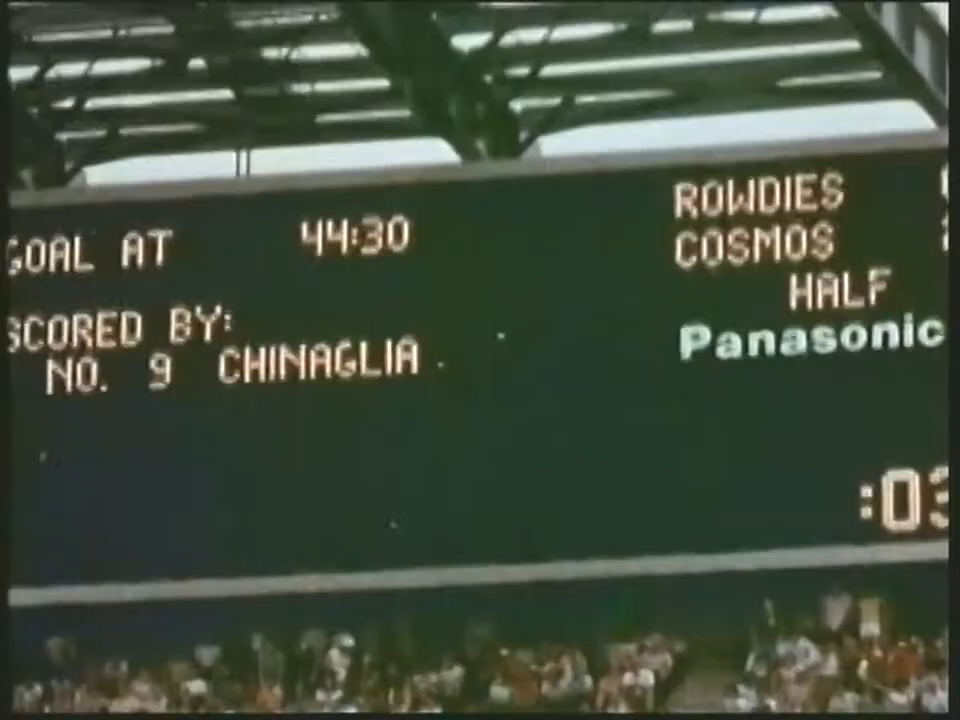 GOAL AT 44:30
SCORED BY:
NO. 9 CHINAGLIA
ROWDIES
COSMOS
HALF
Panasonic
:03